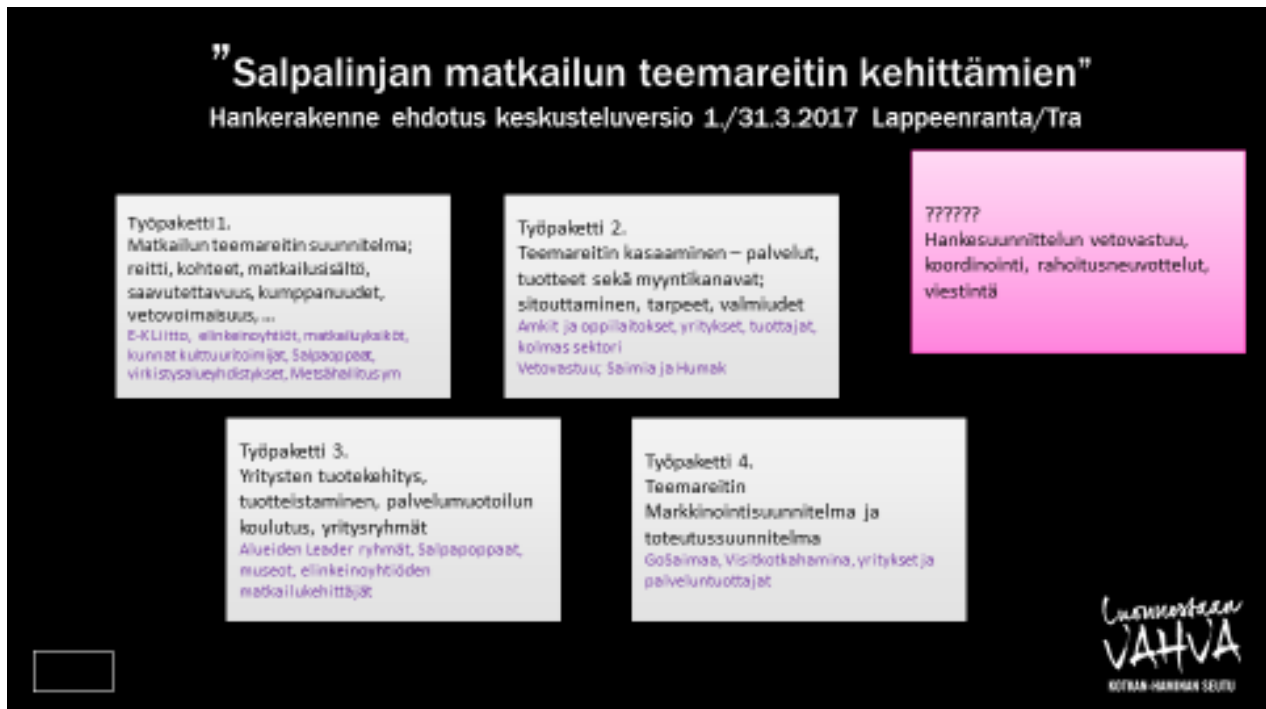 ”Salpalinjan matkailun teemareitin kehittämien”
Hankerakenne ehdotus keskusteluversio 1./31.3.2017 Lappeenranta/Tra
Työpaketti 1.
Matkailun teemareitin suunnitelma;
reitti, kohteet, matkailusisältö,
saavutettavuus, kumppanuudet,
vetovoimaisuus, ...
E-K Liitto, elinkeinoyhtiöt, matkailuyksiköt,
kunnat kulttuuritoimijat, Salpaoppaat,
virkistysalueyhdistykset, Metsähallitus ym
Työpaketti 2.
Teemareitin kasaaminen – palvelut,
tuotteet sekä myyntikanavat;
sitouttaminen, tarpeet, valmiudet
Amkit ja oppilaitokset, yritykset, tuottajat,
kolmas sektori
Vetovastuu; Saimia ja Humak
??????
Hankesuunnittelun vetovastuu,
koordinointi, rahoitusneuvottelut,
viestintä
Työpaketti 3.
Yritysten tuotekehitys,
tuotteistaminen, palvelumuotoilun
koulutus, yritysryhmät
Alueiden Leader ryhmät, Salpapoppaat,
museot, elinkeinoyhtiöden
matkailukehittäjät
Työpaketti 4.
Teemareitin
Markkinointisuunnitelma ja
toteutussuunnitelma
GoSaimaa, Visitkotkahamina, yritykset ja
palveluntuottajat
Luonnostaan
VAHVA
KOTKAN-HAMINAN SEUTU